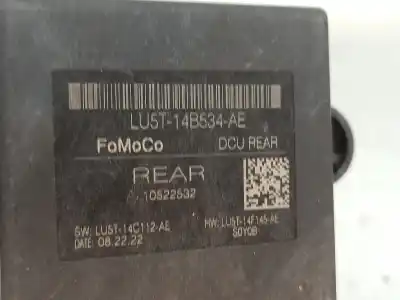 LU5T-14B534-AE
FoMoCo DCU REAR
REAR
A. 10522532
SW: LU5T-14C112-AE HW: LU5T-14F145-AE
DATE: 08.22.22 S0Y0B